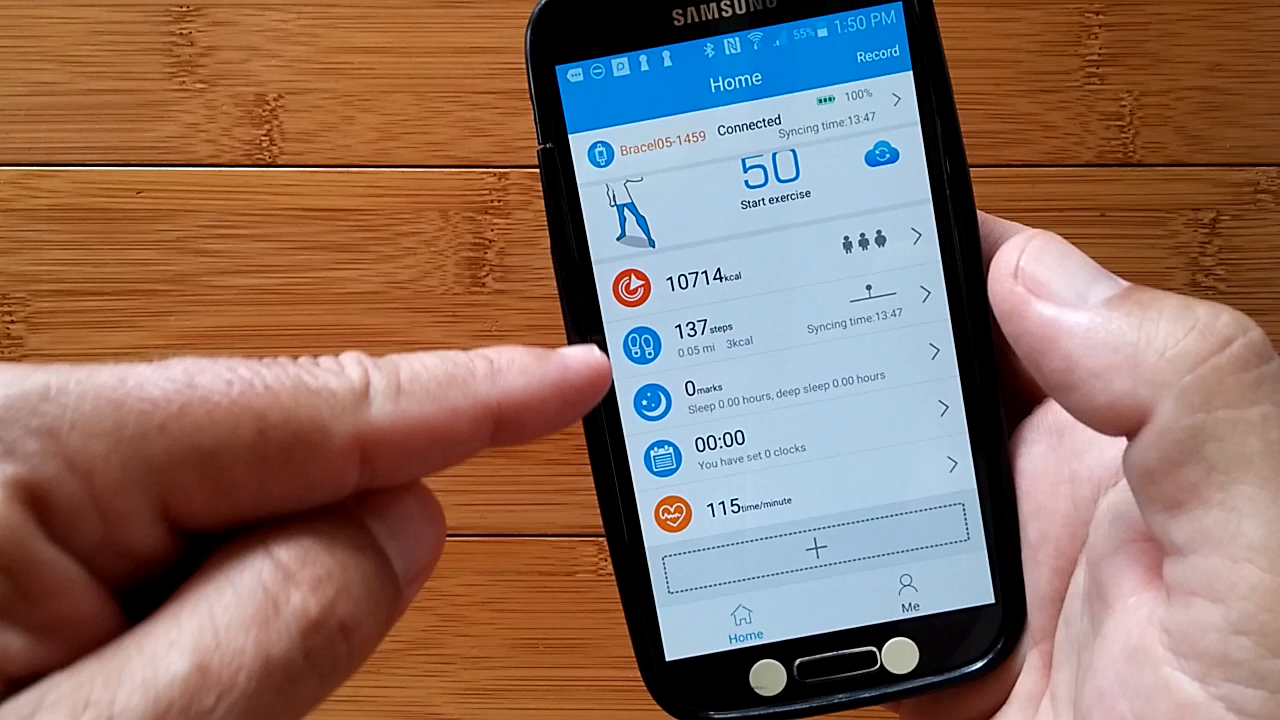 SAMSUNG
55% 1:50 PM
Home
Record
Bracel05-1459 Connected 100%
Syncing time:13:47
50
Start exercise
10714kcal
137steps
0.05 mi 3kcal
Syncing time:13:47
0marks
Sleep 0.00 hours, deep sleep 0.00 hours
00:00
You have set 0 clocks
115time/minute
Home
Me